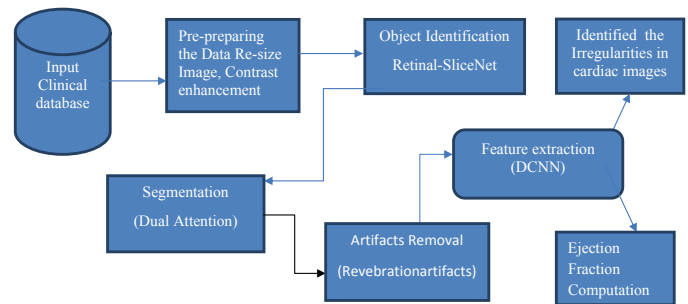 Input
Clinical
database
Pre-preparing
the Data Re-size
Image, Contrast
enhancement
Object Identification
Retinal-SliceNet
Identified the
Irregularities in
cardiac images
Segmentation
(Dual Attention)
Artifacts Removal
(Revebrationartifacts)
Feature extraction
(DCNN)
Ejection
Fraction
Computation